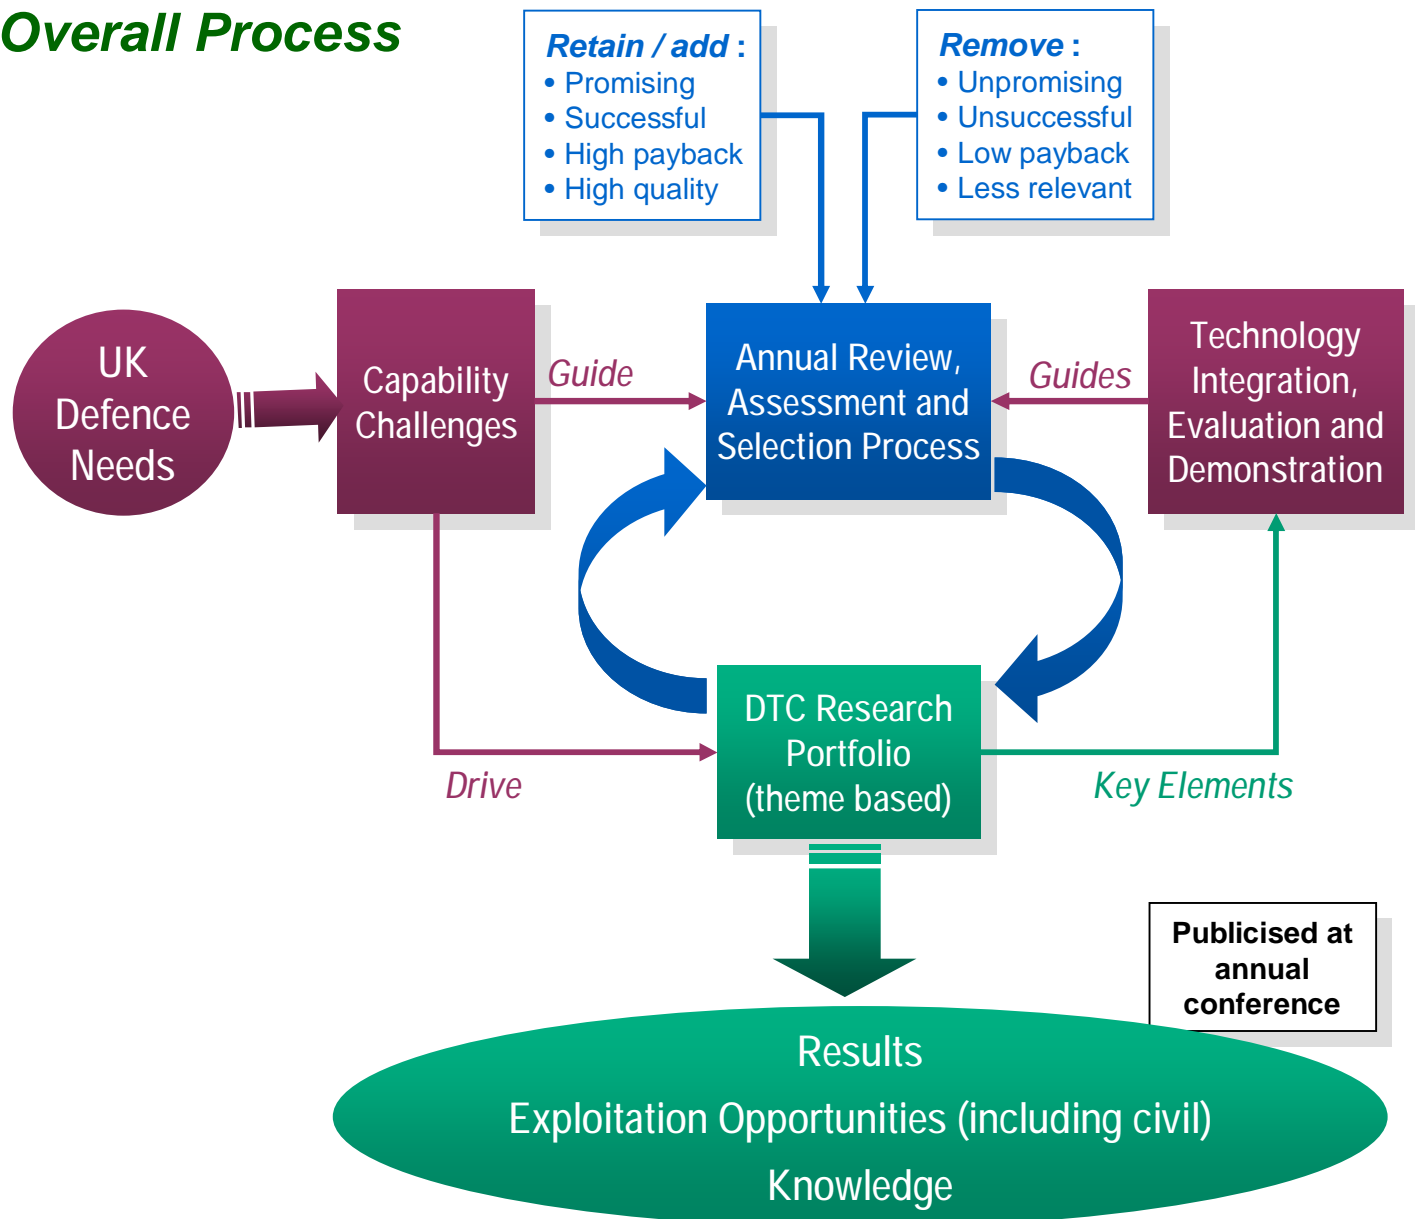 Overall Process
Retain / add :
• Promising
• Successful
• High payback
• High quality
Remove :
• Unpromising
• Unsuccessful
• Low payback
• Less relevant
UK
Defence
Needs
Capability
Challenges
Guide
Annual Review,
Assessment and
Selection Process
Guides
Technology
Integration,
Evaluation and
Demonstration
Drive
DTC Research
Portfolio
(theme based)
Key Elements
Publicised at
annual
conference
Results
Exploitation Opportunities (including civil)
Knowledge